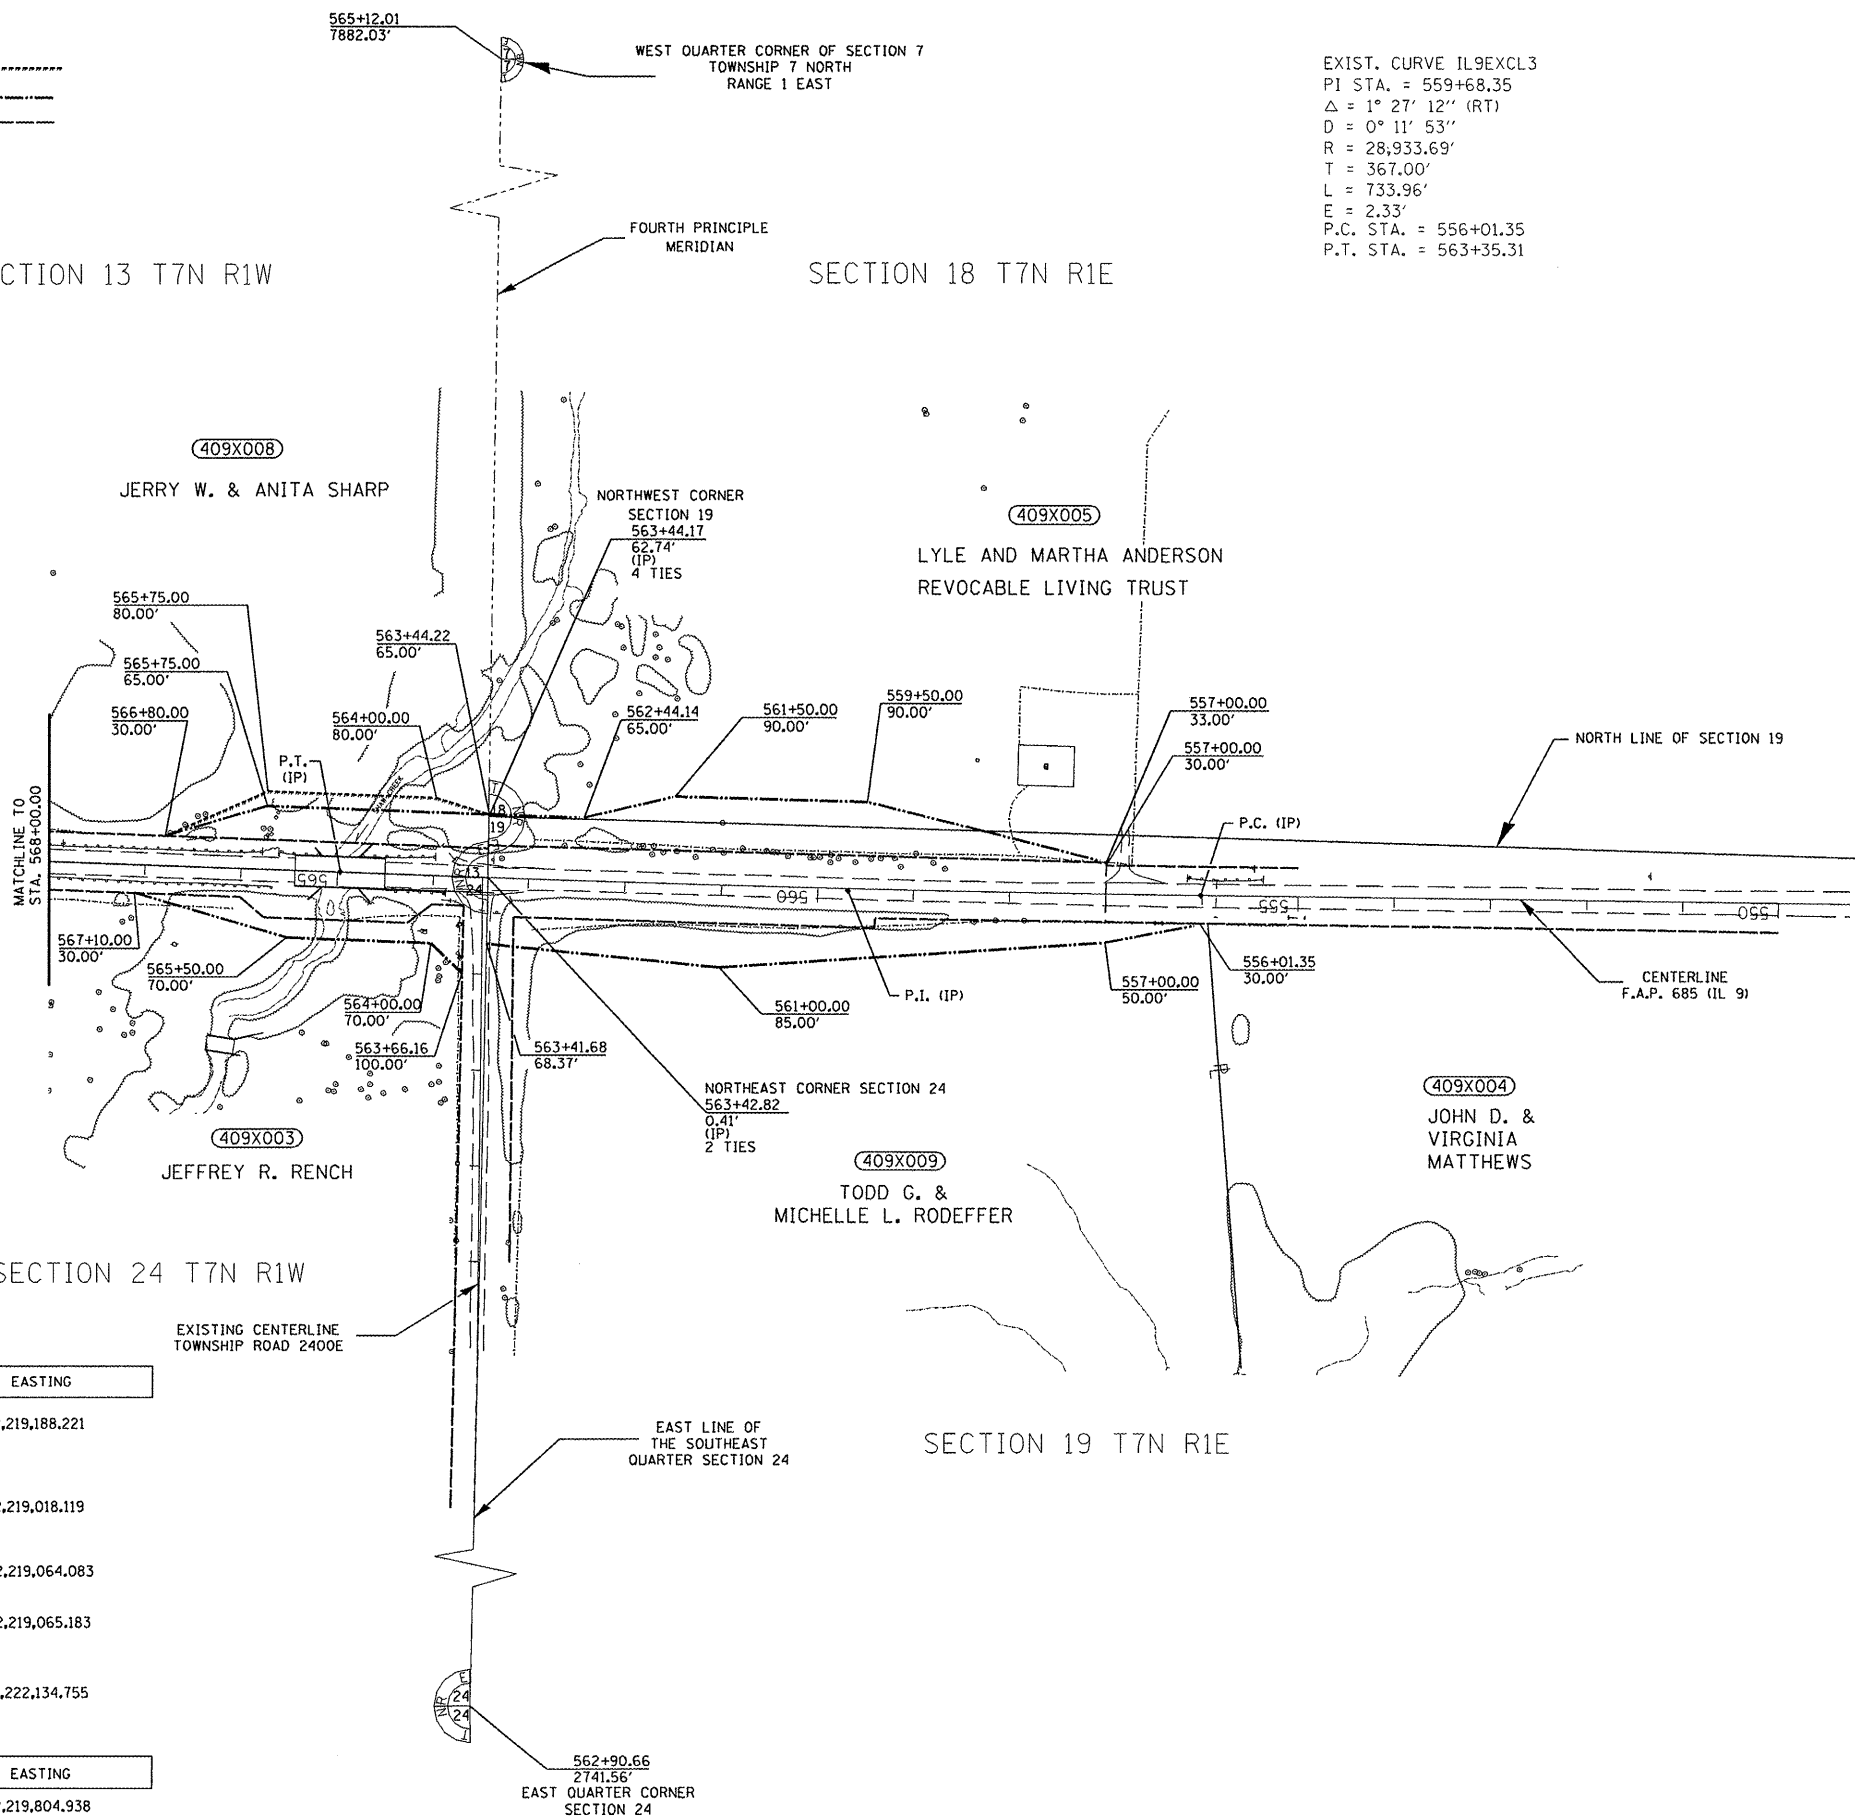 565+12.01
7882.03'
WEST QUARTER CORNER OF SECTION 7
TOWNSHIP 7 NORTH
RANGE 1 EAST
EXIST. CURVE IL9EXCL3
PI STA. = 559+68.35
Δ = 1° 27' 12" (RT)
D = 0° 11' 53"
R = 28,933.69'
T = 367.00'
L = 733.96'
E = 2.33'
P.C. STA. = 556+01.35
P.T. STA. = 563+35.31
FOURTH PRINCIPLE
MERIDIAN
CTION 13 T7N R1W
SECTION 18 T7N R1E
409X008
JERRY W. & ANITA SHARP
NORTHWEST CORNER
SECTION 19
563+44.17
62.74'
(IP)
4 TIES
409X005
LYLE AND MARTHA ANDERSON
REVOCABLE LIVING TRUST
565+75.00
80.00'
565+75.00
65.00'
566+80.00
30.00'
563+44.22
65.00'
564+00.00
80.00'
P.T.
(IP)
562+44.14
65.00'
561+50.00
90.00'
559+50.00
90.00'
557+00.00
33.00'
557+00.00
30.00'
NORTH LINE OF SECTION 19
P.C. (IP)
MATCHLINE TO
STA. 568+00.00
18
19
13
24
NR
565
560
555
550
567+10.00
30.00'
565+50.00
70.00'
564+00.00
70.00'
563+66.16
100.00'
563+41.68
68.37'
P.I. (IP)
561+00.00
85.00'
557+00.00
50.00'
556+01.35
30.00'
CENTERLINE
F.A.P. 685 (IL 9)
NORTHEAST CORNER SECTION 24
563+42.82
0.41'
(IP)
2 TIES
PL
409X003
JEFFREY R. RENCH
409X009
TODD G. &
MICHELLE L. RODEFFER
409X004
JOHN D. &
VIRGINIA
MATTHEWS
SECTION 24 T7N R1W
EXISTING CENTERLINE
TOWNSHIP ROAD 2400E
EASTING
,219,188.221
EAST LINE OF
THE SOUTHEAST
QUARTER SECTION 24
SECTION 19 T7N R1E
,219,018.119
2,219,064.083
2,219,065.183
,222,134.755
E
NR
24
24
EASTING
,219,804.938
562+90.66
2741.56'
EAST QUARTER CORNER
SECTION 24